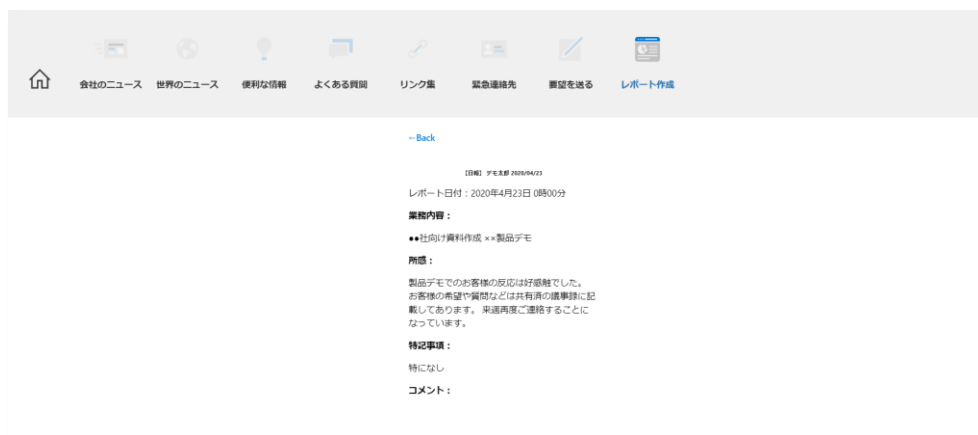 会社のニュース 世界のニュース 便利な情報 よくある質問 リンク集 緊急連絡先 要望を送る レポート作成
←Back
【日報】 デモ太郎 2020/04/23
レポート日付：2020年4月23日 0時00分
業務内容：
●●社向け資料作成 ××製品デモ
所感：
製品デモでのお客様の反応は好感触でした。
お客様の希望や質問などは共有済の議事録に記
載してあります。 来週再度ご連絡することに
なっています。
特記事項：
特になし
コメント：